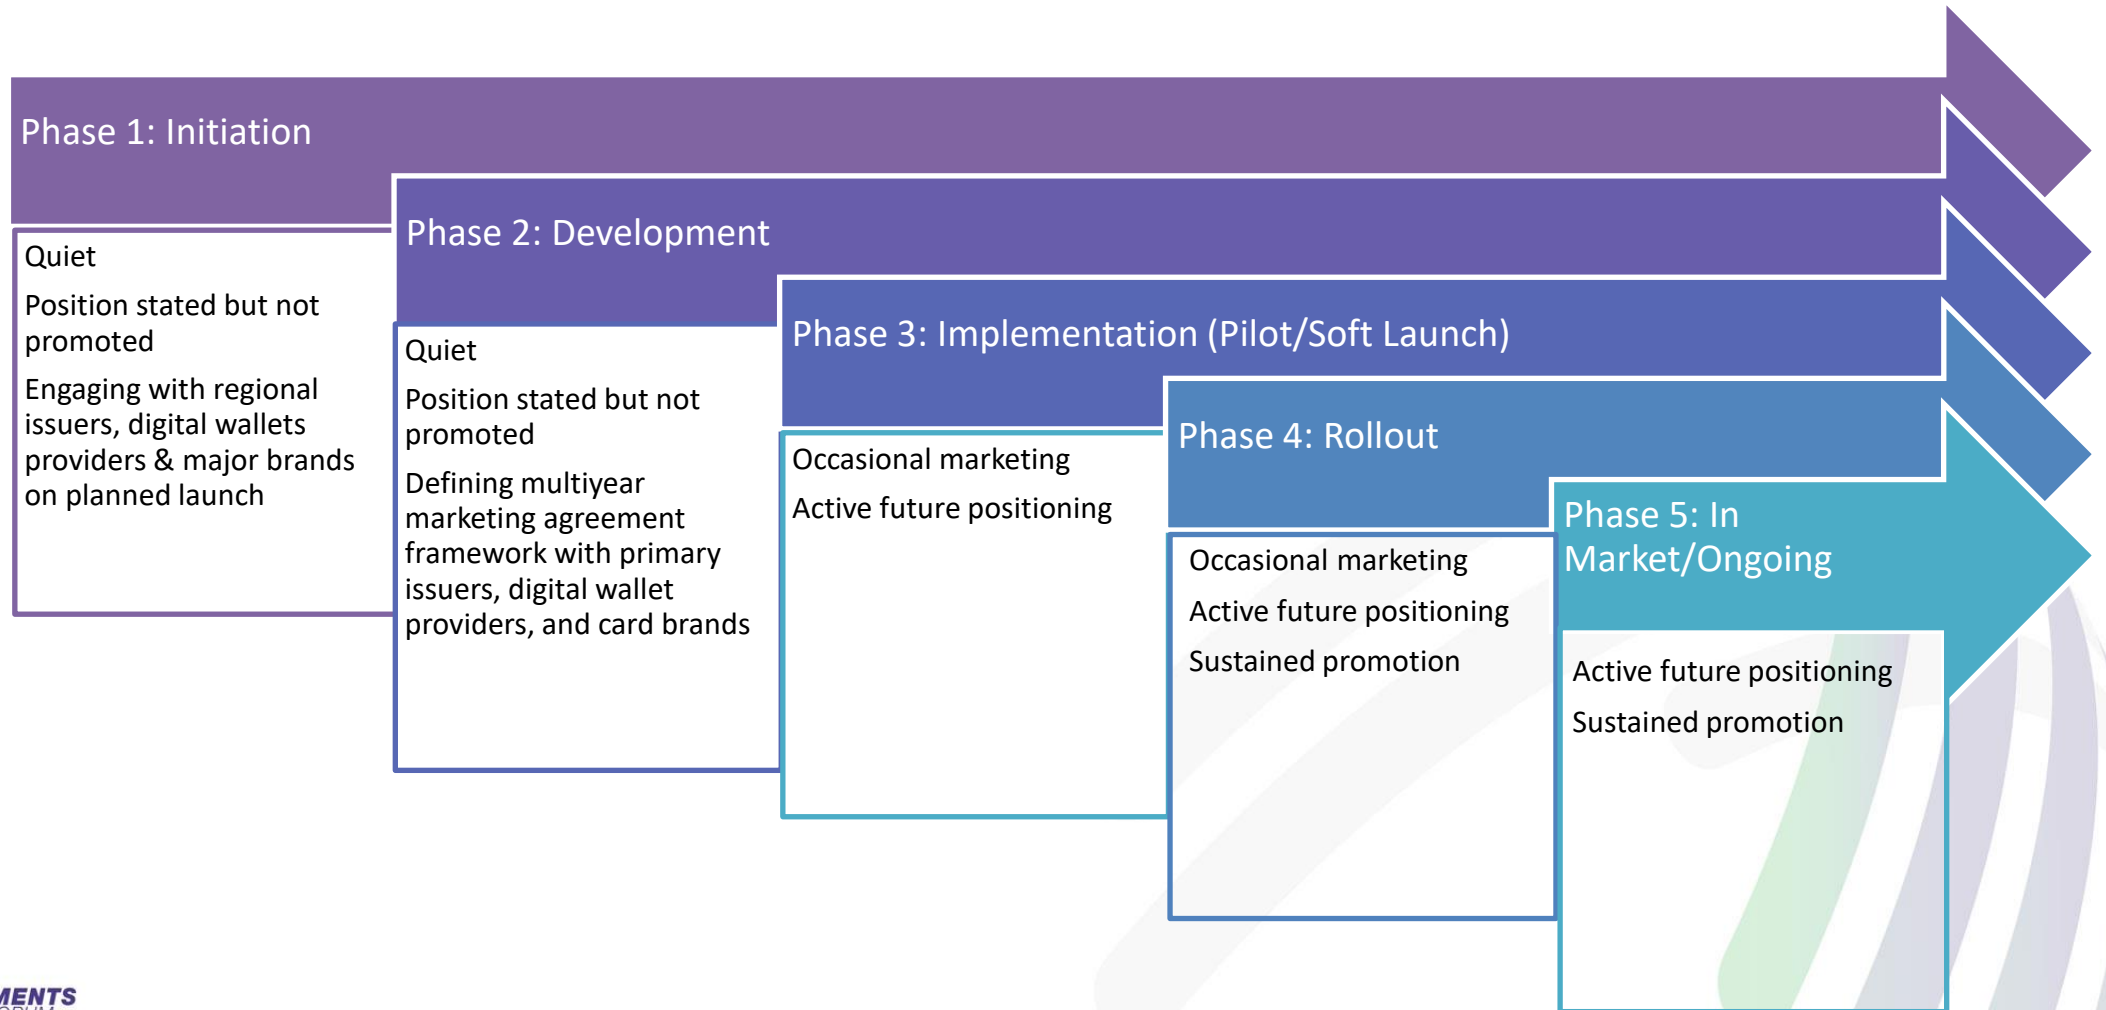 Phase 1: Initiation
Quiet
Position stated but not
promoted
Engaging with regional
issuers, digital wallets
providers & major brands
on planned launch
Phase 2: Development
Quiet
Position stated but not
promoted
Defining multiyear
marketing agreement
framework with primary
issuers, digital wallet
providers, and card brands
Phase 3: Implementation (Pilot/Soft Launch)
Occasional marketing
Active future positioning
Phase 4: Rollout
Occasional marketing
Active future positioning
Sustained promotion
Phase 5: In
Market/Ongoing
Active future positioning
Sustained promotion